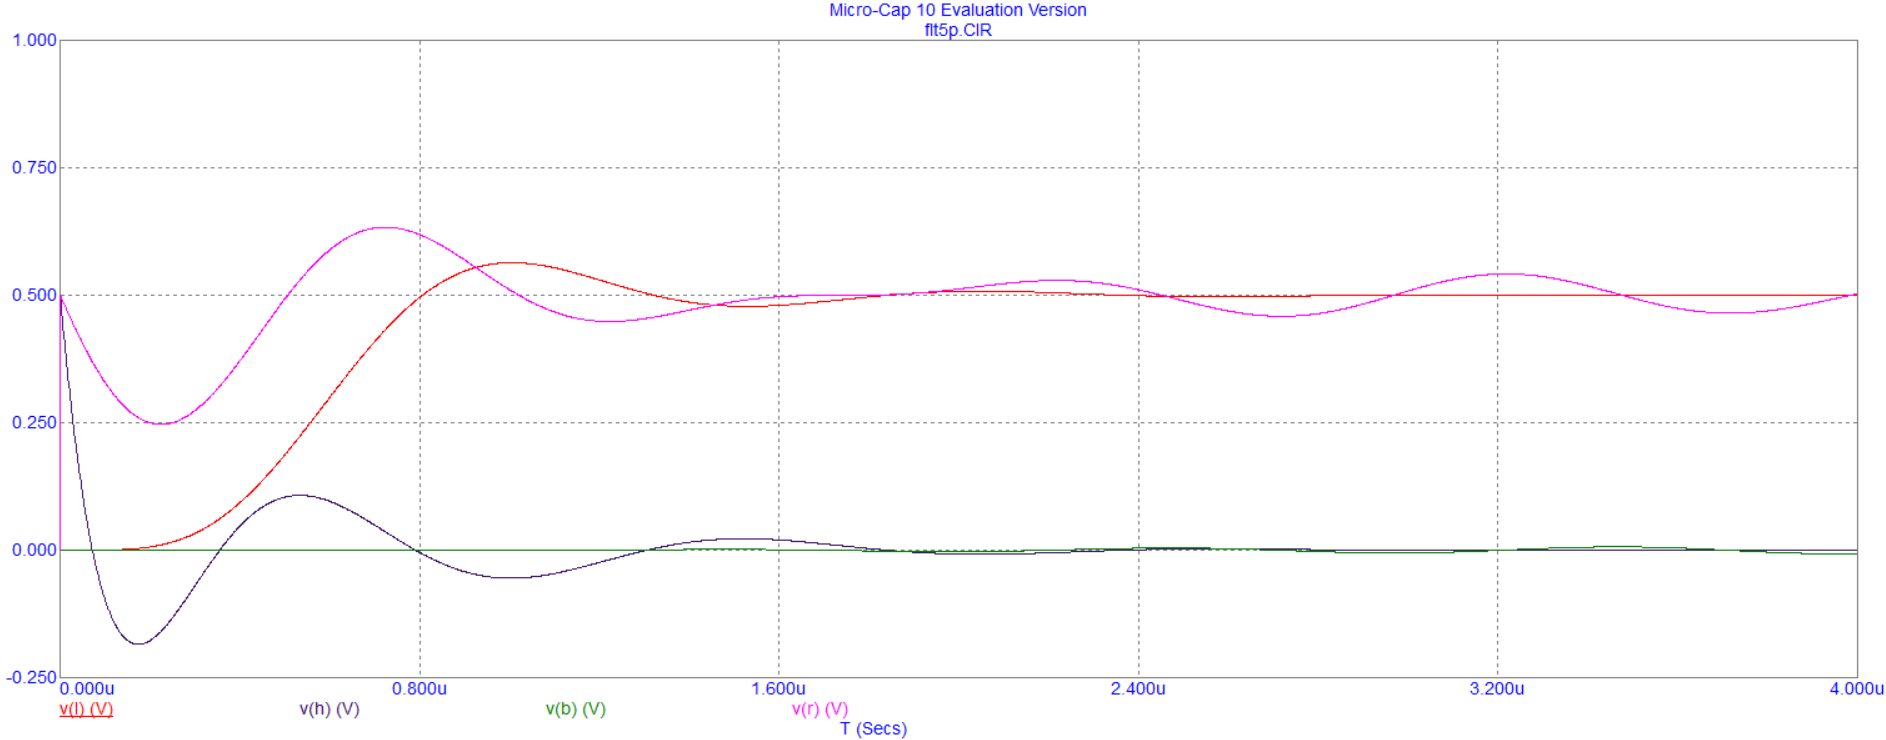 Micro-Cap 10 Evaluation Version
flt5p.CIR
1.000
0.750
0.500
0.250
0.000
-0.250
0.000u 0.800u 1.600u 2.400u 3.200u 4.000u
v(l) (V) v(h) (V) v(b) (V) v(r) (V)
T (Secs)